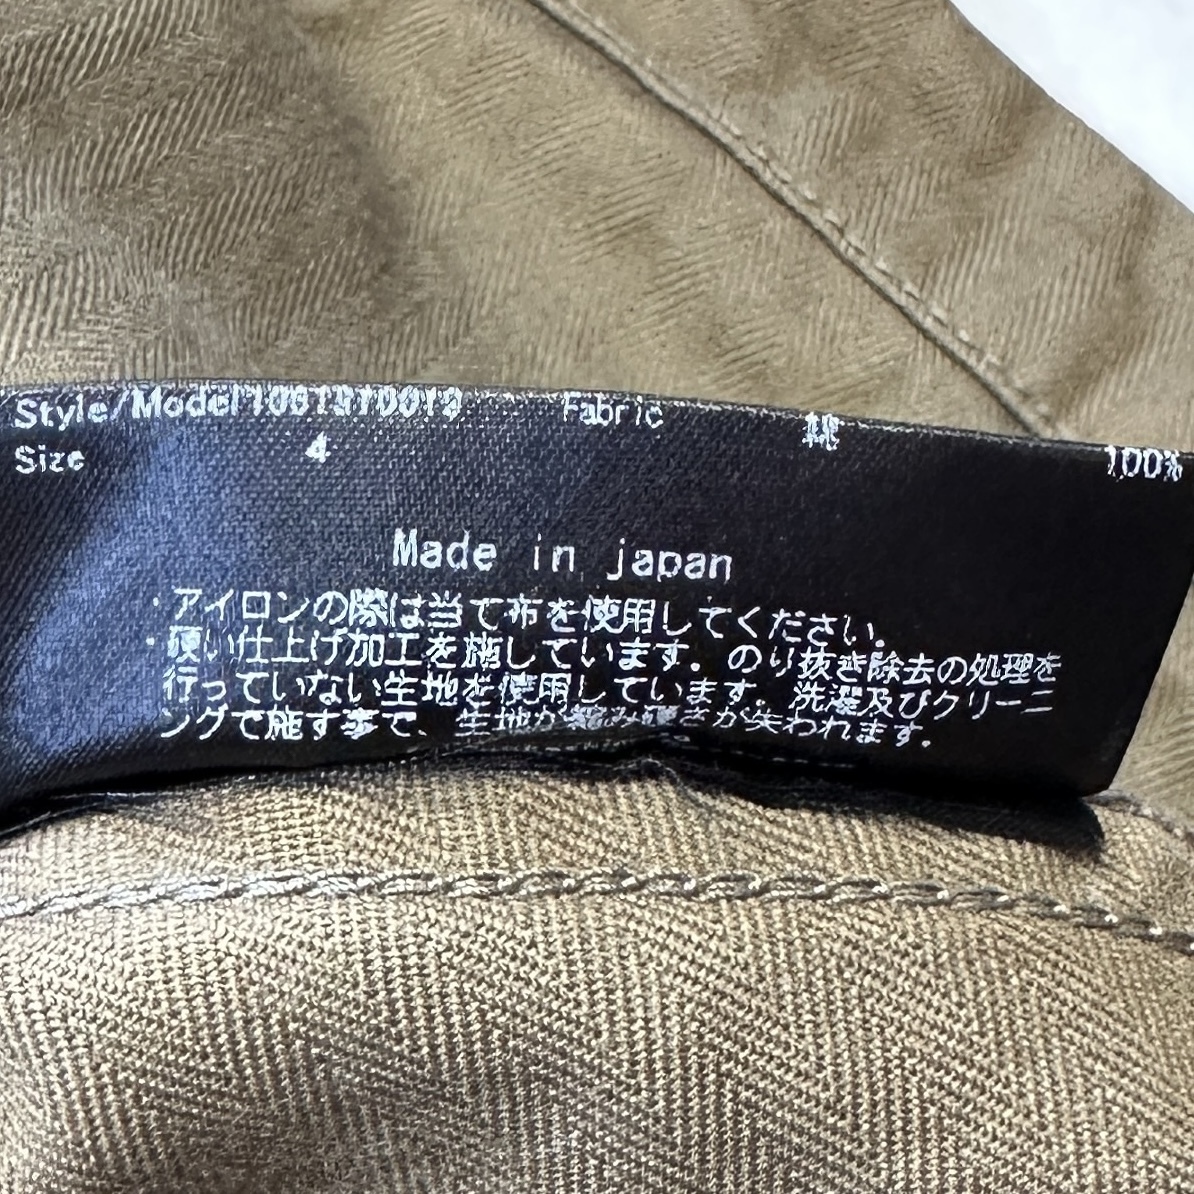 Style/Model Fabric 綿 100%
Size 4
Made in japan
・アイロンの際は当て布を使用してください。
・硬い仕上げ加工を施しています。のり抜き除去の処理を
行っていない生地を使用しています。洗濯及びクリーニ
ングで施す事で、生地が縮み硬さが失われます。